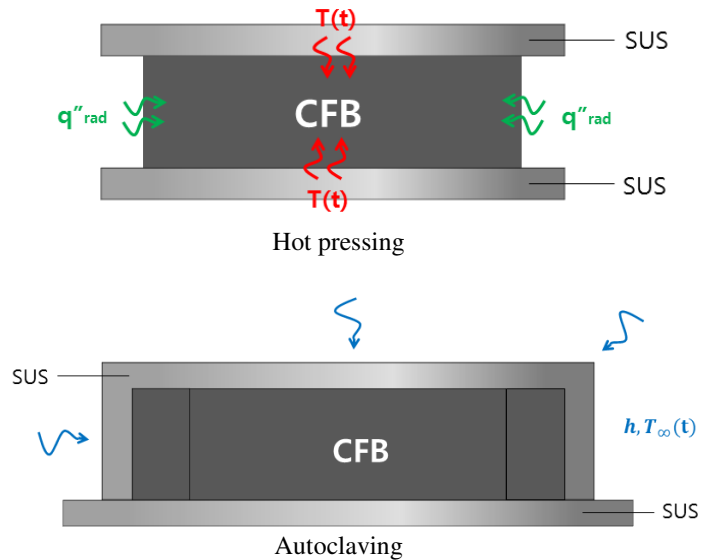 T(t)
SUS
q″rad
CFB
q″rad
SUS
T(t)
Hot pressing
SUS
h, T∞(t)
CFB
SUS
Autoclaving